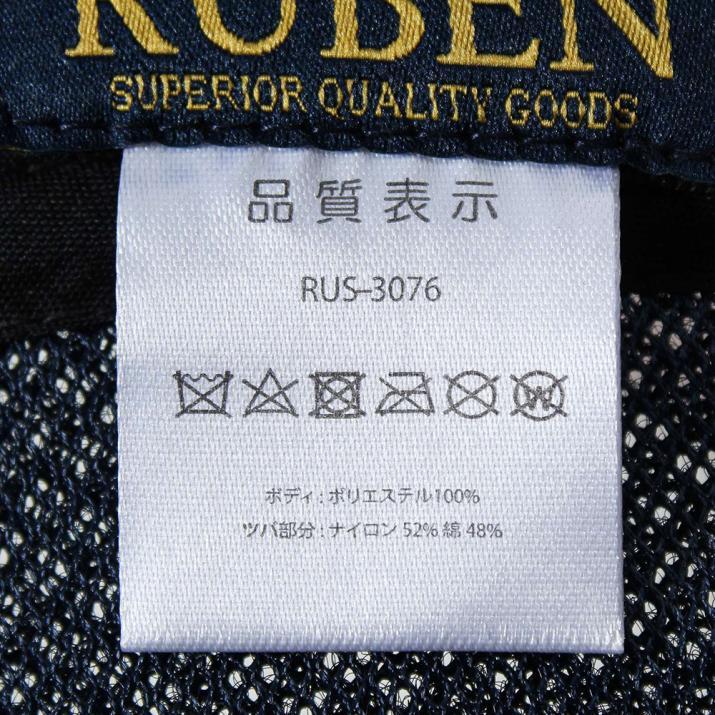 RUBEN
SUPERIOR QUALITY GOODS
品質表示
RUS-3076
ボディ:ポリエステル100%
ツバ部分:ナイロン 52% 綿 48%